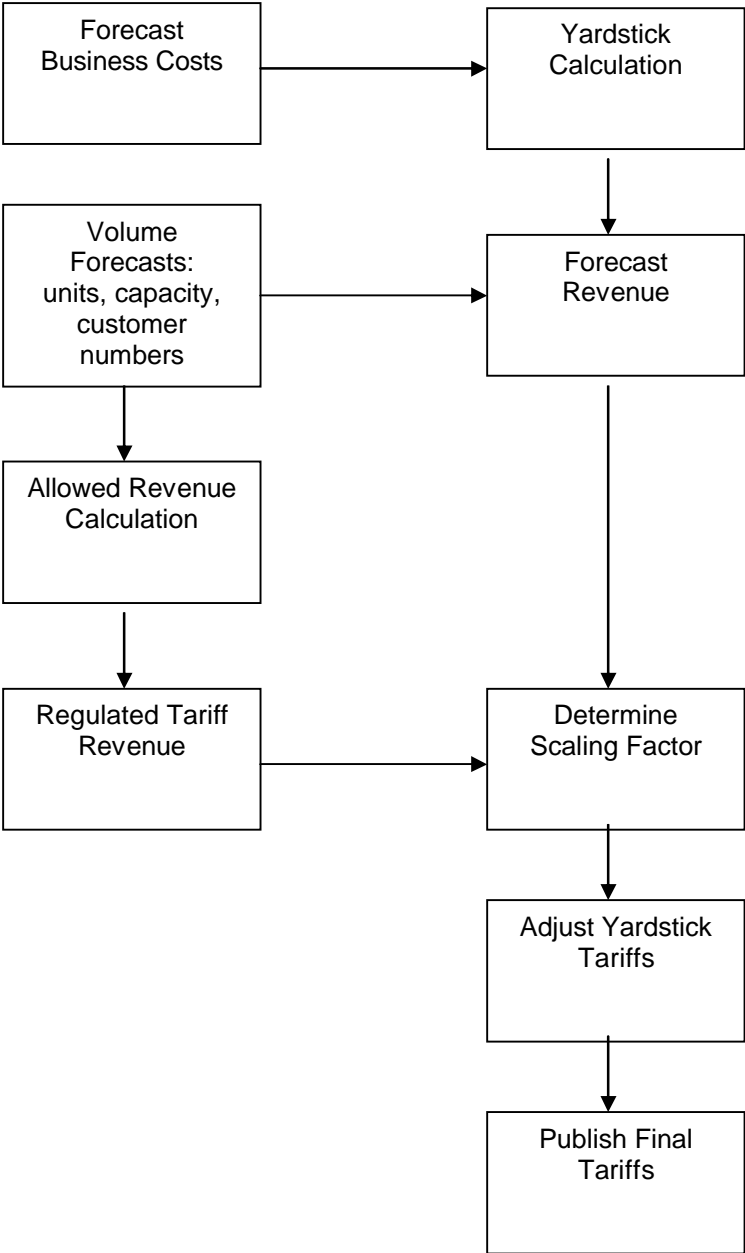 Forecast
Business Costs
Yardstick
Calculation
Volume
Forecasts:
units, capacity,
customer
numbers
Forecast
Revenue
Allowed Revenue
Calculation
Regulated Tariff
Revenue
Determine
Scaling Factor
Adjust Yardstick
Tariffs
Publish Final
Tariffs